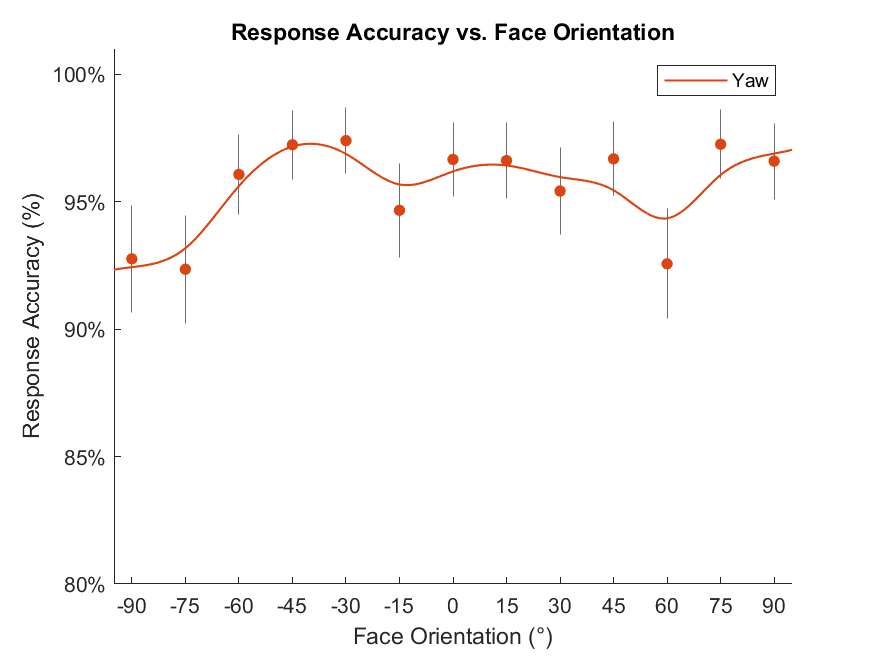 Response Accuracy vs. Face Orientation
Yaw
100%
95%
90%
85%
80%
Response Accuracy (%)
-90 -75 -60 -45 -30 -15 0 15 30 45 60 75 90
Face Orientation (°)